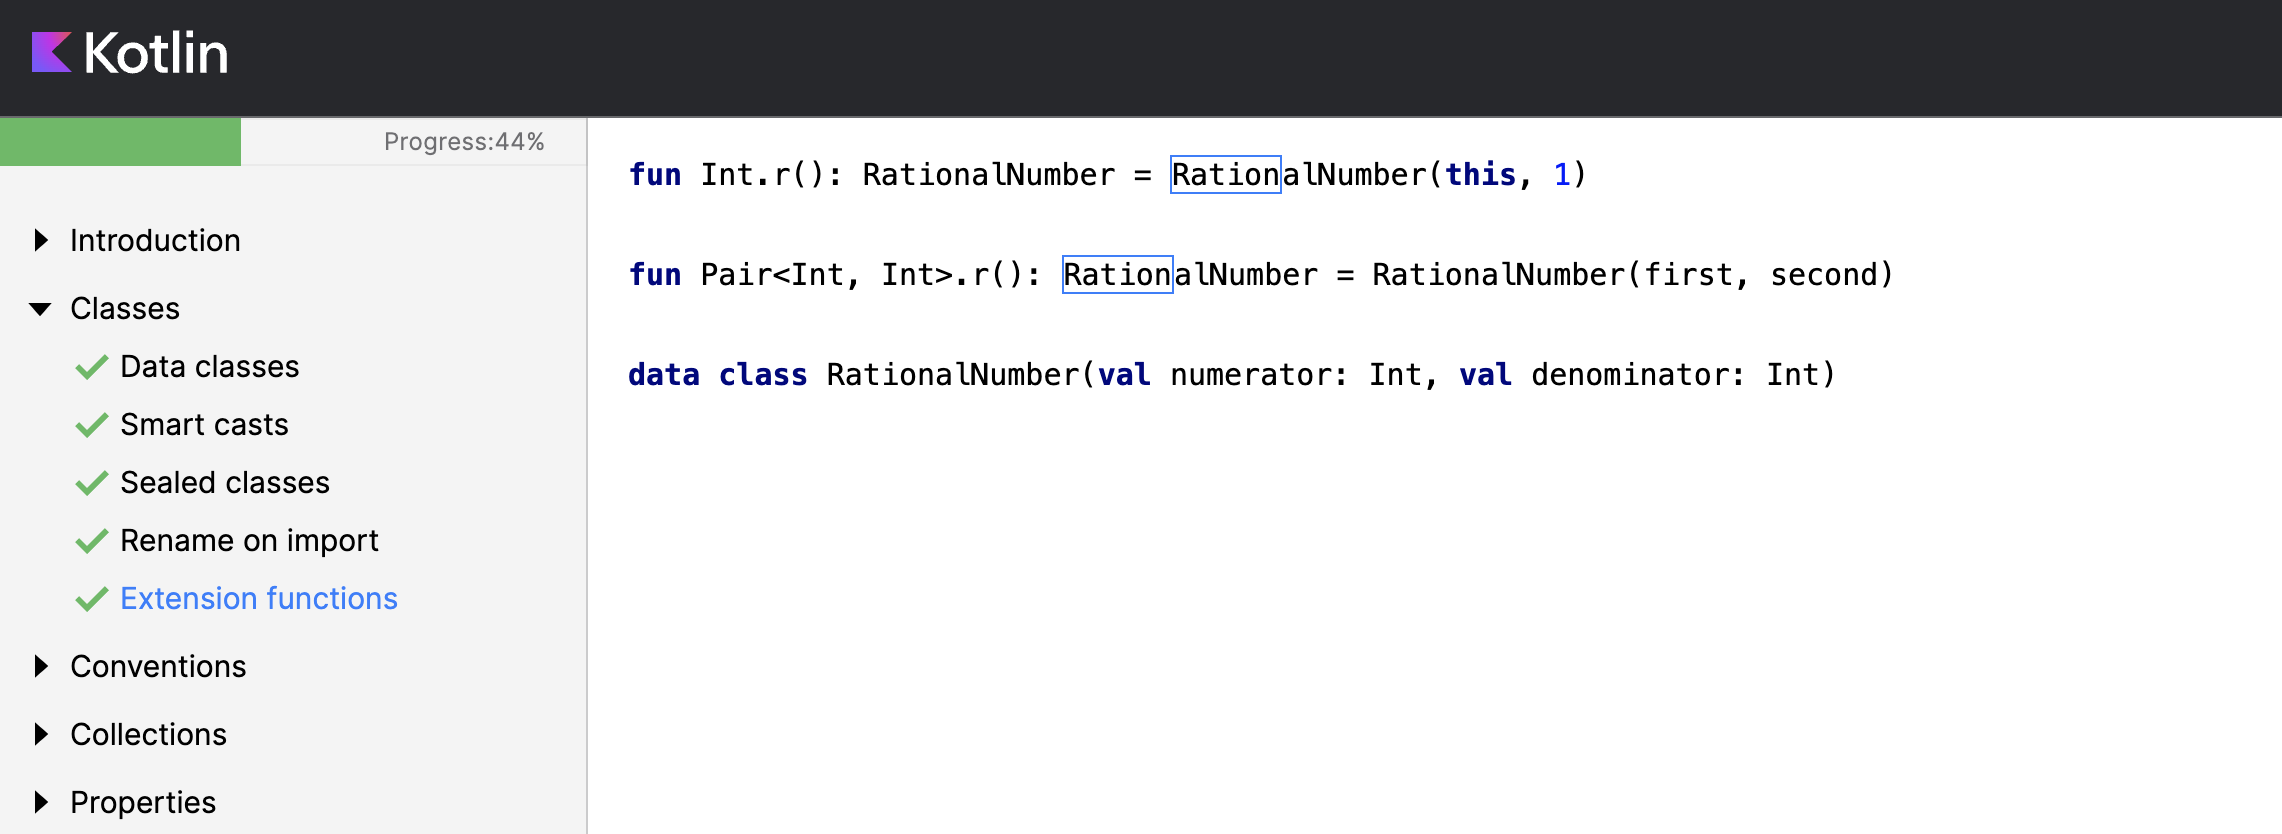 Kotlin
Progress:44%
Introduction
Classes
Data classes
Smart casts
Sealed classes
Rename on import
Extension functions
Conventions
Collections
Properties
fun Int.r(): RationalNumber = RationalNumber(this, 1)
fun Pair<Int, Int>.r(): RationalNumber = RationalNumber(first, second)
data class RationalNumber(val numerator: Int, val denominator: Int)